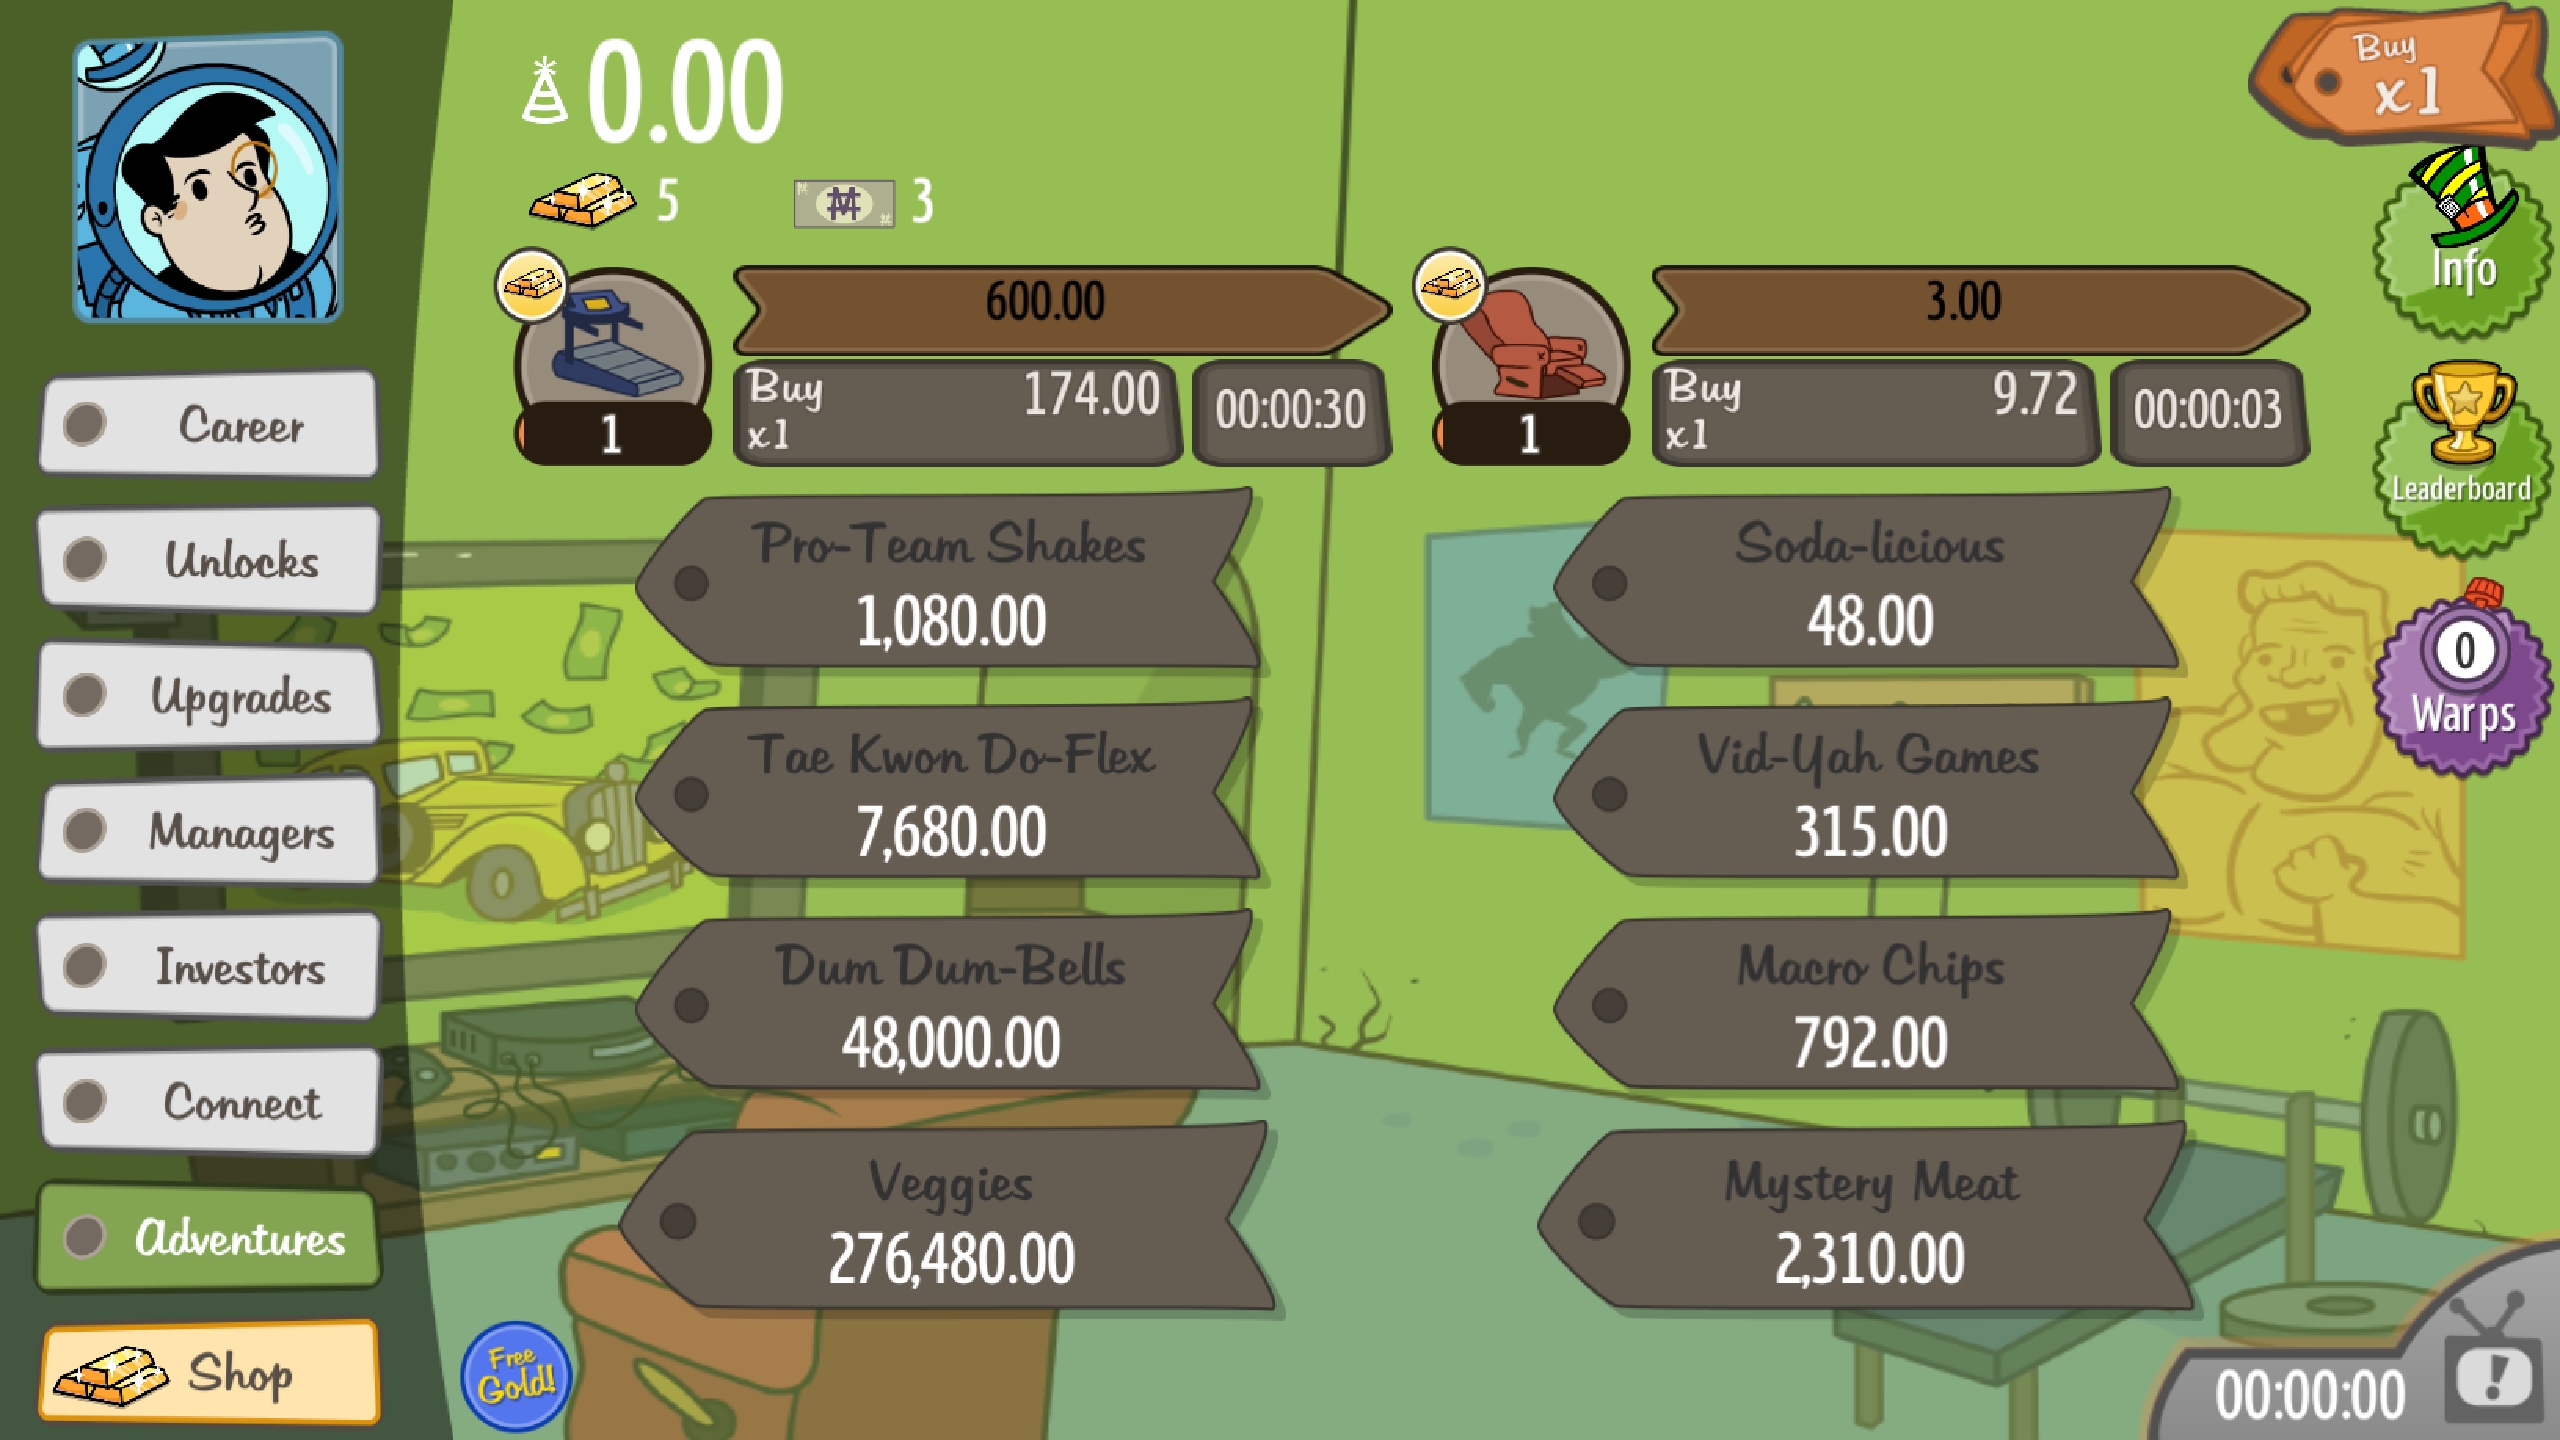 0.00
5
3
Buy
x1
Info
Leaderboard
0
Warps
Career
Unlocks
Upgrades
Managers
Investors
Connect
Adventures
Shop
600.00
1
Buy
x1
174.00
00:00:30
3.00
1
Buy
x1
9.72
00:00:03
Pro-Team Shakes
1,080.00
Soda-licious
48.00
Tae Kwon Do-Flex
7,680.00
Vid-Yah Games
315.00
Dum Dum-Bells
48,000.00
Macro Chips
792.00
Veggies
276,480.00
Mystery Meat
2,310.00
Free
Gold!
00:00:00
!